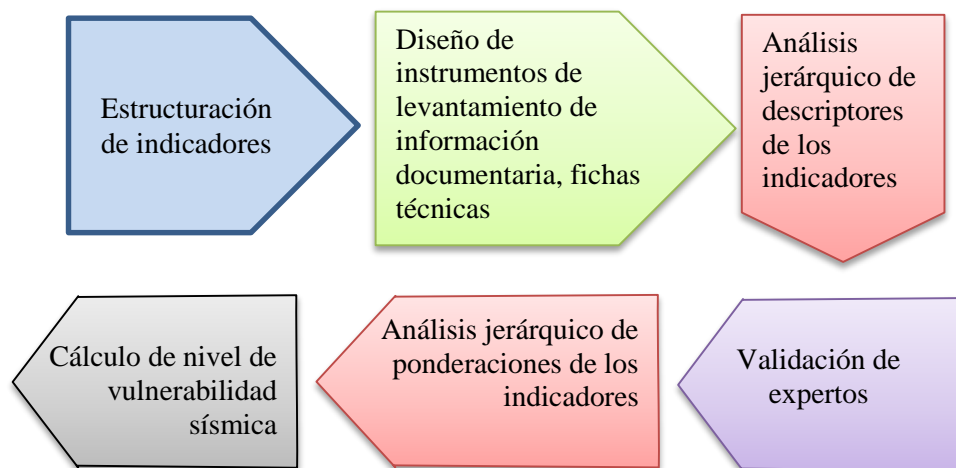 Estructuración
de indicadores
Diseño de
instrumentos de
levantamiento de
información
documentaria, fichas
técnicas
Análisis
jerárquico de
descriptores
de los
indicadores
Validación de
expertos
Análisis jerárquico de
ponderaciones de los
indicadores
Cálculo de nivel de
vulnerabilidad
sísmica